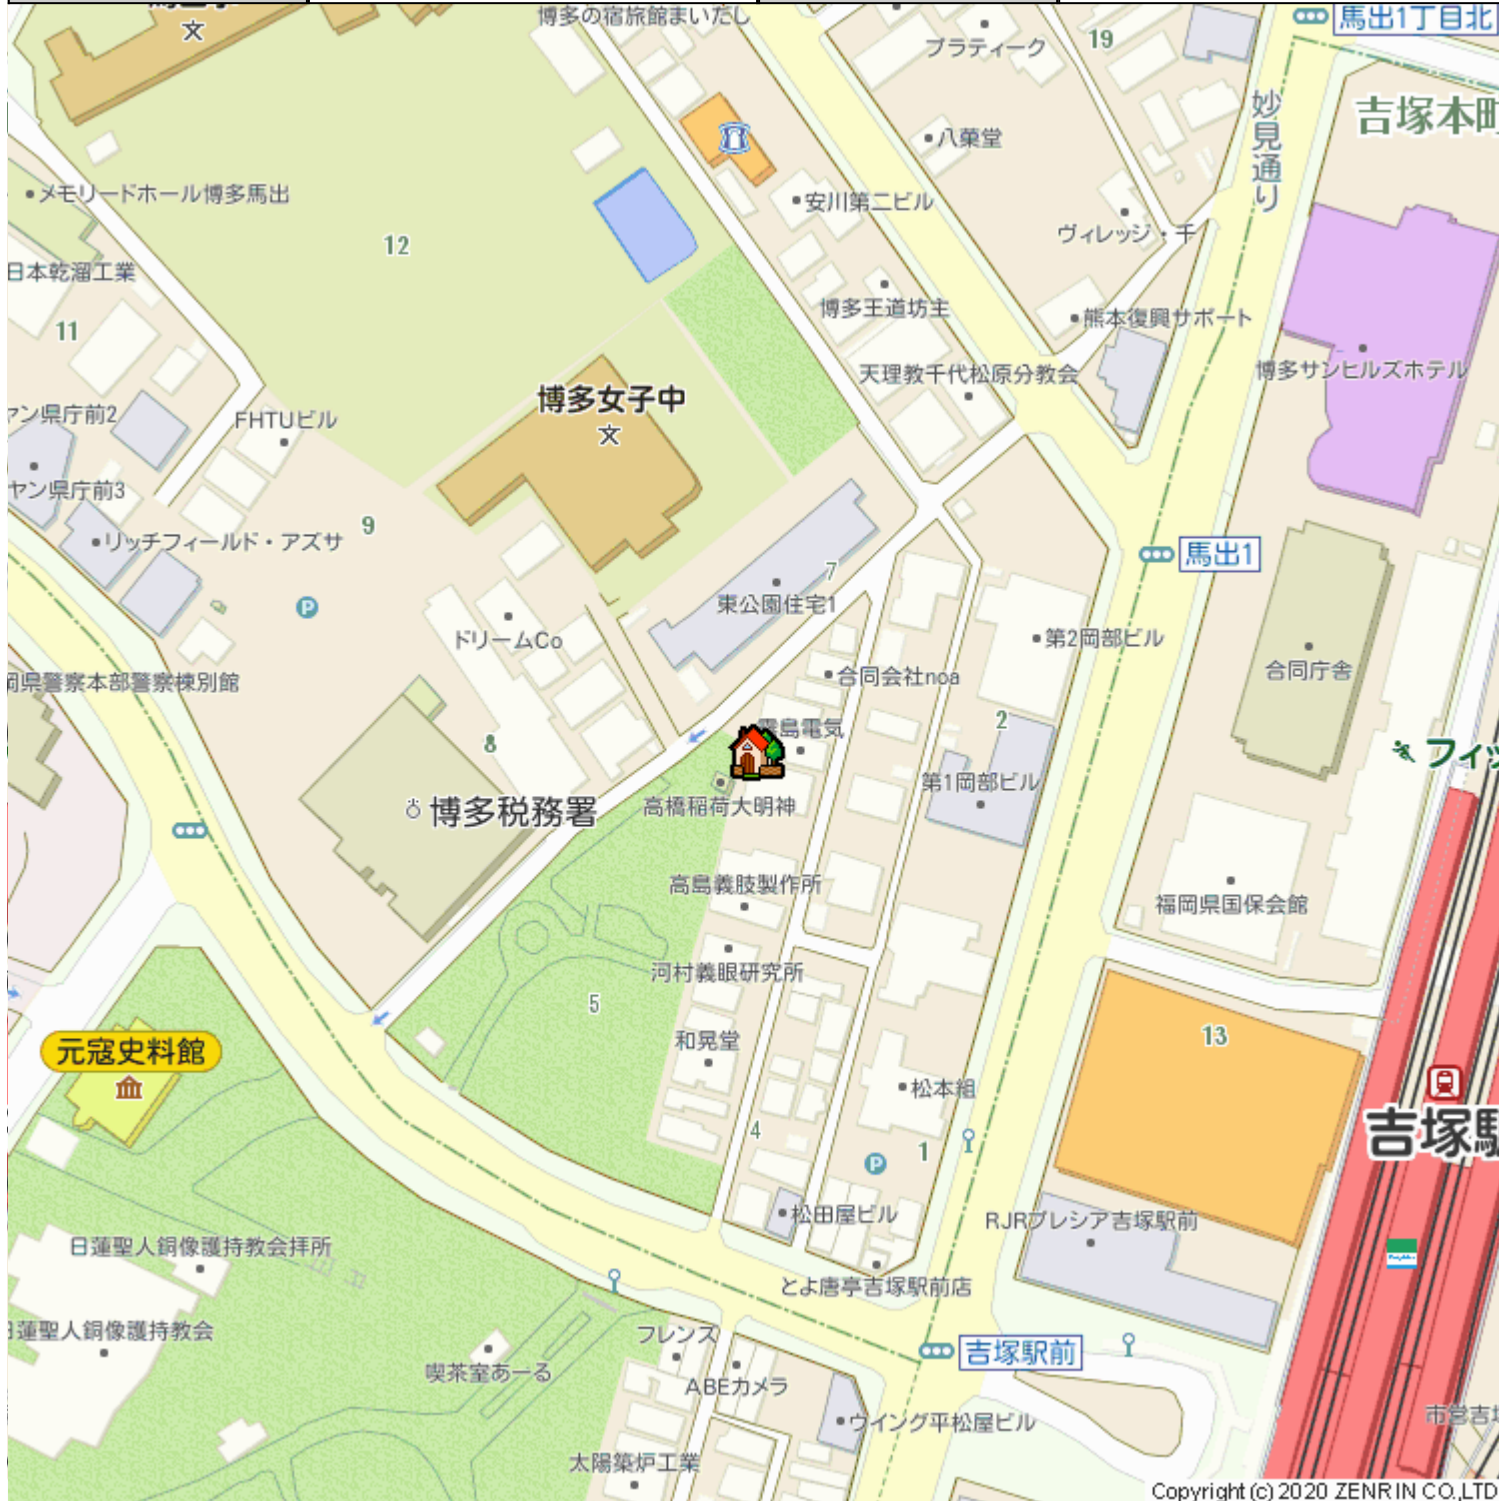 博多の宿旅館まいだし
馬出1丁目北
プラティーク
19
妙見通り
吉塚本町
八菓堂
メモリードホール博多馬出
安川第二ビル
12
ヴィレッジ・千
日本乾溜工業
博多王道坊主
熊本復興サポート
11
博多サンヒルズホテル
天理教千代松原分教会
博多女子中
ヤン県庁前2
FHTUビル
ヤン県庁前3
9
リッチフィールド・アズサ
馬出1
7
東公園住宅1
P
ドリームCo
第2岡部ビル
合同庁舎
合同会社noa
岡県警察本部警察棟別館
2
霧島電気
8
フィッ
第1岡部ビル
高橋稲荷大明神
博多税務署
高島義肢製作所
福岡県国保会館
河村義眼研究所
5
13
和晃堂
元寇史料館
松本組
吉塚駅
4
1
P
松田屋ビル
RJRプレシア吉塚駅前
日蓮聖人銅像護持教会拝所
とよ唐亭吉塚駅前店
日蓮聖人銅像護持教会
フレンズ
吉塚駅前
喫茶室あーる
ABEカメラ
ウイング平松屋ビル
市営吉塚
太陽築炉工業
Copyright (c) 2020 ZENRIN CO.,LTD